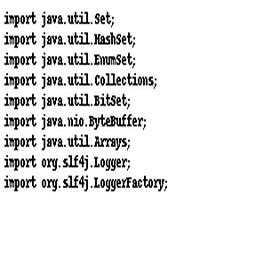 import java.util.Set;
import java.util.HashSet;
import java.util.EnumSet;
import java.util.Collections;
import java.util.BitSet;
import java.nio.ByteBuffer;
import java.util.Arrays;
import org.slf4j.Logger;
import org.slf4j.LoggerFactory;